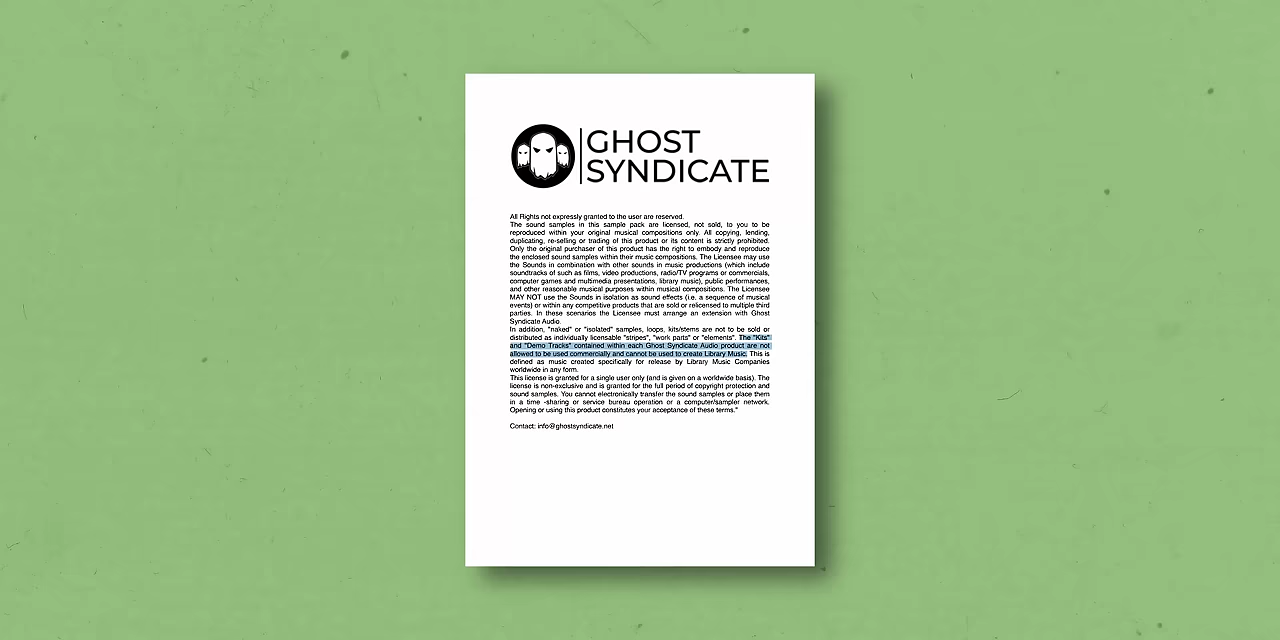 GHOST
SYNDICATE
All Rights not expressly granted to the user are reserved.
The sound samples in this sample pack are licensed, not sold, to you to be
reproduced within your original musical compositions only. All copying, lending,
duplicating, re-selling or trading of this product or its content is strictly prohibited.
Only the original purchaser of this product has the right to embody and reproduce
the enclosed sound samples within their music compositions. The Licensee may use
the Sounds in combination with other sounds in music productions (which include
soundtracks of such as films, video productions, radio/TV programs or commercials,
computer games and multimedia presentations, library music), public performances,
and other reasonable musical purposes within musical compositions. The Licensee
MAY NOT use the Sounds in isolation as sound effects (i.e. a sequence of musical
events) or within any competitive products that are sold or relicensed to multiple third
parties. In these scenarios the Licensee must arrange an extension with Ghost
Syndicate Audio.
In addition, "naked" or "isolated" samples, loops, kits/stems are not to be sold or
distributed as individually licensable "stripes", "work parts" or "elements". The "Kits"
and "Demo Tracks" contained within each Ghost Syndicate Audio product are not
allowed to be used commercially and cannot be used to create Library Music. This is
defined as music created specifically for release by Library Music Companies
worldwide in any form.
This license is granted for a single user only (and is given on a worldwide basis). The
license is non-exclusive and is granted for the full period of copyright protection and
sound samples. You cannot electronically transfer the sound samples or place them
in a time -sharing or service bureau operation or a computer/sampler network.
Opening or using this product constitutes your acceptance of these terms."
Contact: info@ghostsyndicate.net